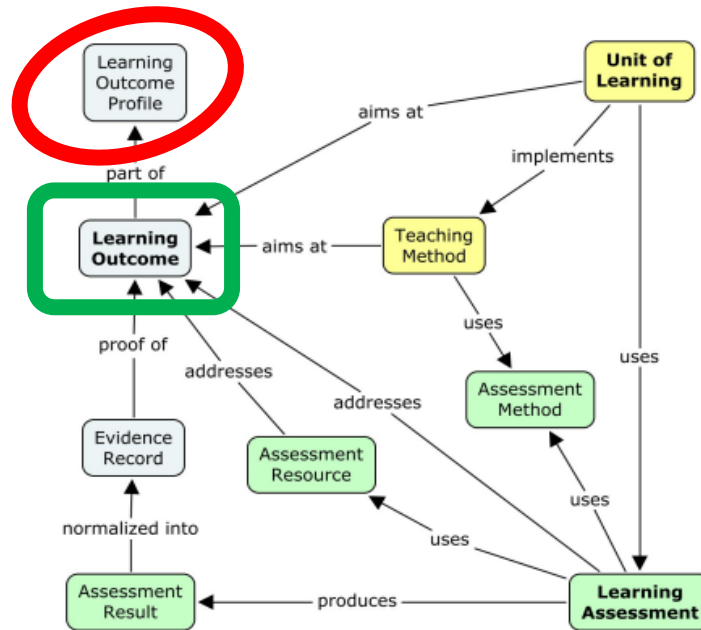 Learning
Outcome
Profile
Unit of
Learning
aims at
implements
part of
Learning
Outcome
aims at
Teaching
Method
uses
proof of
addresses
uses
Assessment
Method
addresses
Evidence
Record
Assessment
Resource
uses
normalized into
uses
Assessment
Result
produces
Learning
Assessment